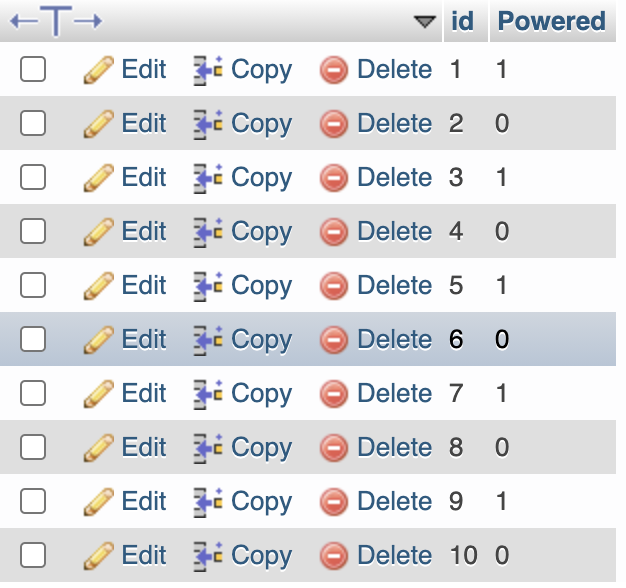 ←T→ id Powered
Edit Copy Delete 1 1
Edit Copy Delete 2 0
Edit Copy Delete 3 1
Edit Copy Delete 4 0
Edit Copy Delete 5 1
Edit Copy Delete 6 0
Edit Copy Delete 7 1
Edit Copy Delete 8 0
Edit Copy Delete 9 1
Edit Copy Delete 10 0